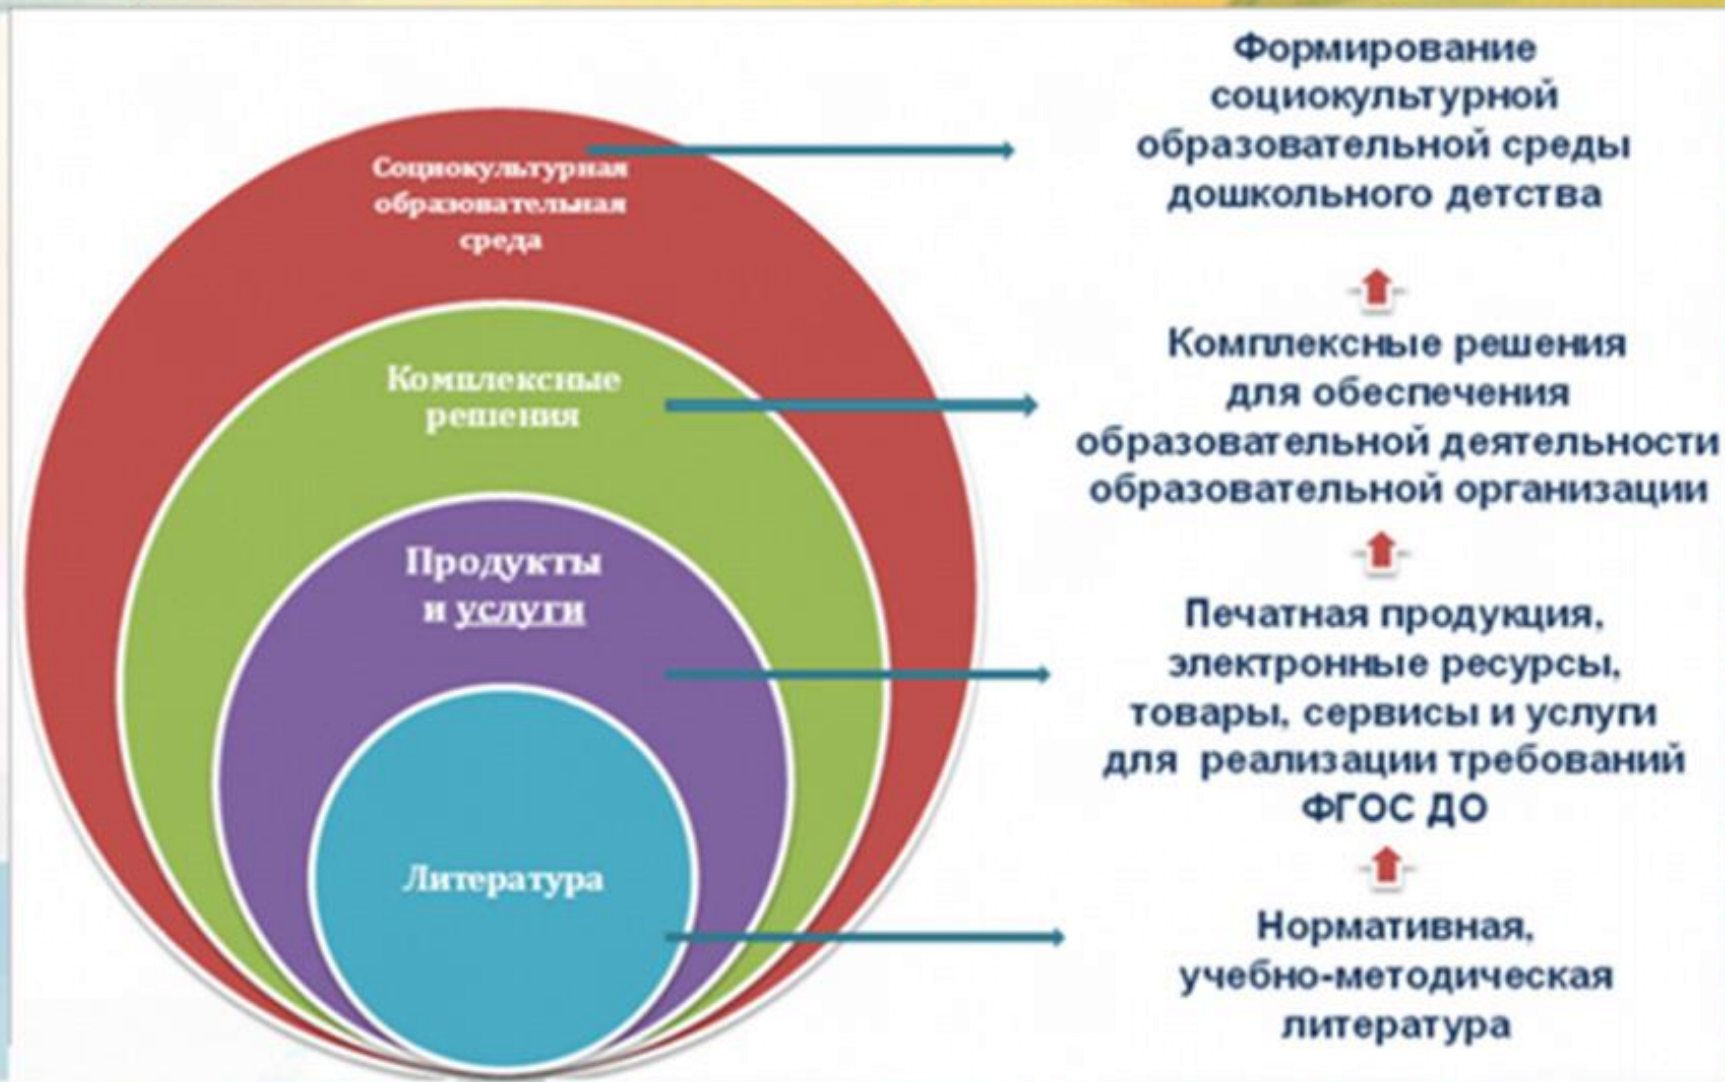 Социокультурная
образовательная
среда
Комплексные
решения
Продукты
и услуги
Литература
Формирование
социокультурной
образовательной среды
дошкольного детства
Комплексные решения
для обеспечения
образовательной деятельности
образовательной организации
Печатная продукция,
электронные ресурсы,
товары, сервисы и услуги
для реализации требований
ФГОС ДО
Нормативная,
учебно-методическая
литература